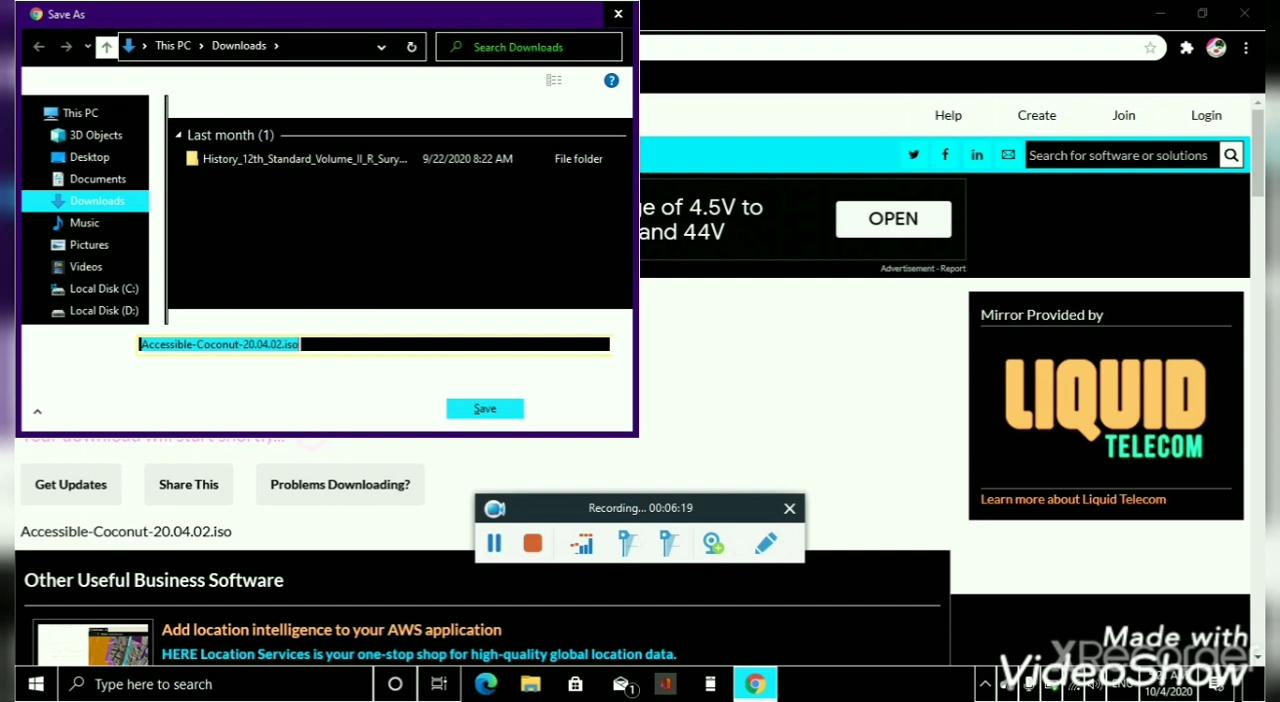 Save As
This PC
Downloads
Search Downloads
This PC
3D Objects
Desktop
Documents
Downloads
Music
Pictures
Videos
Local Disk (C:)
Local Disk (D:)
Last month (1)
History_12th_Standard_Volume_II_R_Sury... 9/22/2020 8:22 AM File folder
Accessible-Coconut-20.04.02.iso
Save
Help Create Join Login
Search for software or solutions
ge of 4.5V to
and 44V
OPEN
Advertisement - Report
Mirror Provided by
LIQUID
TELECOM
Learn more about Liquid Telecom
Your download will start shortly...
Get Updates Share This Problems Downloading?
Accessible-Coconut-20.04.02.iso
Recording... 00:06:19
Other Useful Business Software
Add location intelligence to your AWS application
HERE Location Services is your one-stop shop for high-quality global location data.
Made with
VideoShow
Type here to search
1
10/4/2020